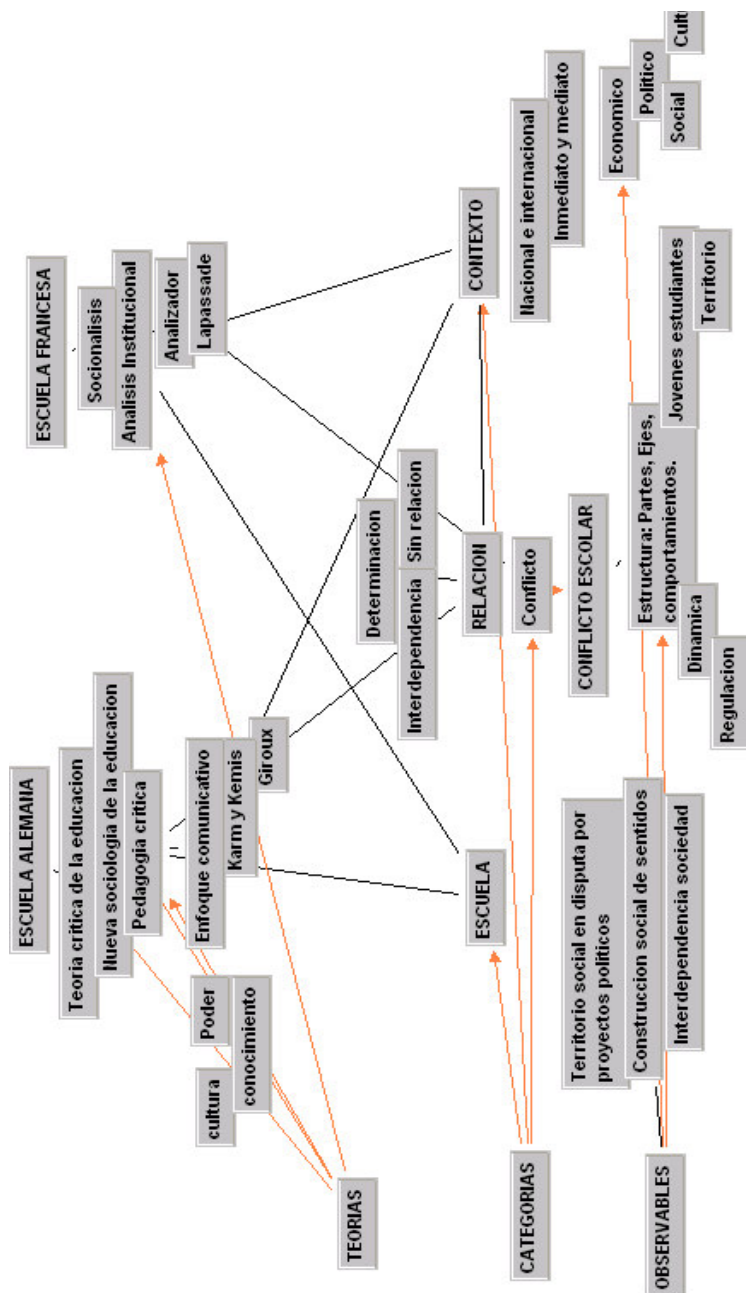 ESCUELA ALEMANA
Teoria critica de la educacion
Nueva sociologia de la educacion
Pedagogia critica
Enfoque comunicativo
Karm y Kemis
Giroux
ESCUELA FRANCESA
Socionalisis
Analisis Institucional
Analizador
Lapassade
cultura
Poder
conocimiento
TEORIAS
Determinacion
Interdependencia
Sin relacion
CATEGORIAS
ESCUELA
RELACION
CONTEXTO
Conflicto
Nacional e internacional
Inmediato y mediato
CONFLICTO ESCOLAR
OBSERVABLES
Territorio social en disputa por
proyectos politicos
Construccion social de sentidos
Interdependencia sociedad
Estructura: Partes, Ejes,
comportamientos.
Dinamica
Regulacion
Jovenes estudiantes
Territorio
Economico
Politico
Social
Cult